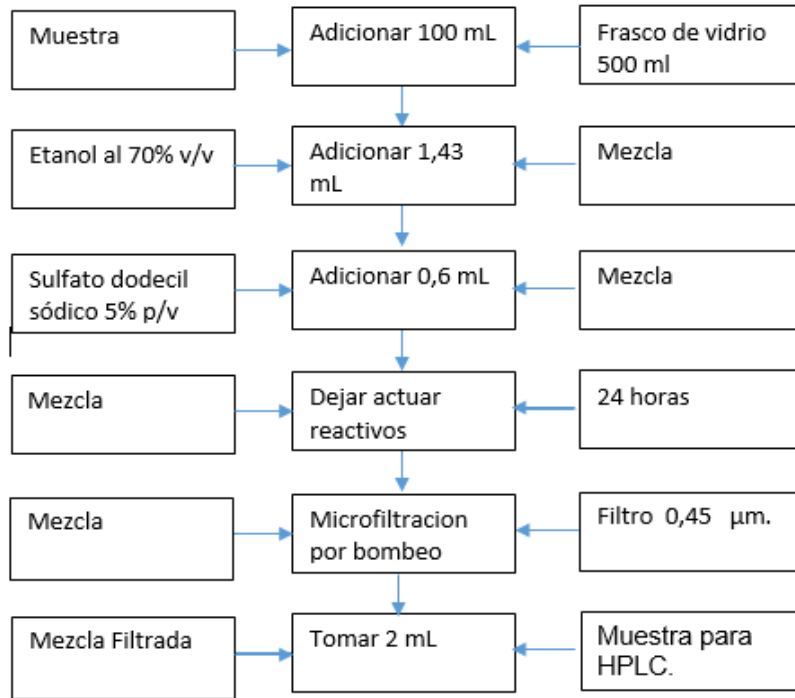 Muestra
Adicionar 100 mL
Frasco de vidrio
500 ml
Etanol al 70% v/v
Adicionar 1,43
mL
Mezcla
Sulfato dodecil
sódico 5% p/v
Adicionar 0,6 mL
Mezcla
Mezcla
Dejar actuar
reactivos
24 horas
Mezcla
Microfiltracion
por bombeo
Filtro 0,45 µm.
Mezcla Filtrada
Tomar 2 mL
Muestra para
HPLC.